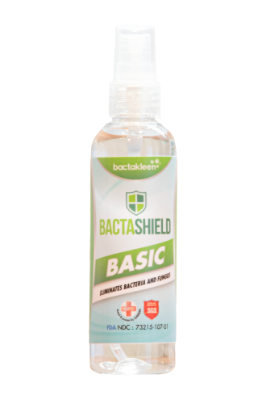 bactakleen
BACTASHIELD
BASIC
ELIMINATES BACTERIA AND FUNGUS
FDA NDC : 73215-107-01